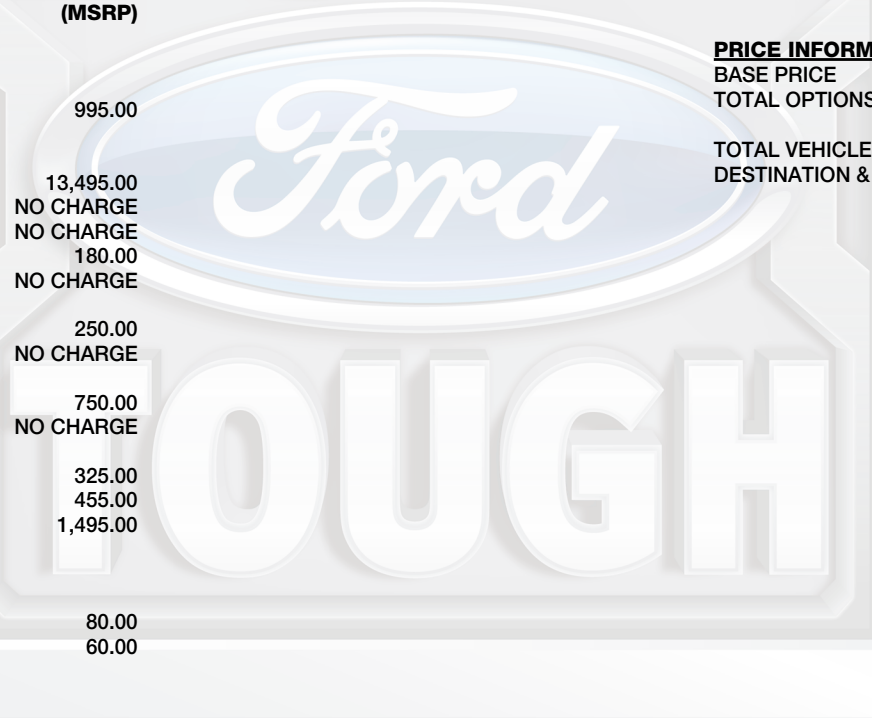 (MSRP)
995.00
13,495.00
NO CHARGE
NO CHARGE
180.00
NO CHARGE
250.00
NO CHARGE
750.00
NO CHARGE
325.00
455.00
1,495.00
80.00
60.00
PRICE INFORM
BASE PRICE
TOTAL OPTIONS
TOTAL VEHICLE
DESTINATION &
Ford
TOUGH